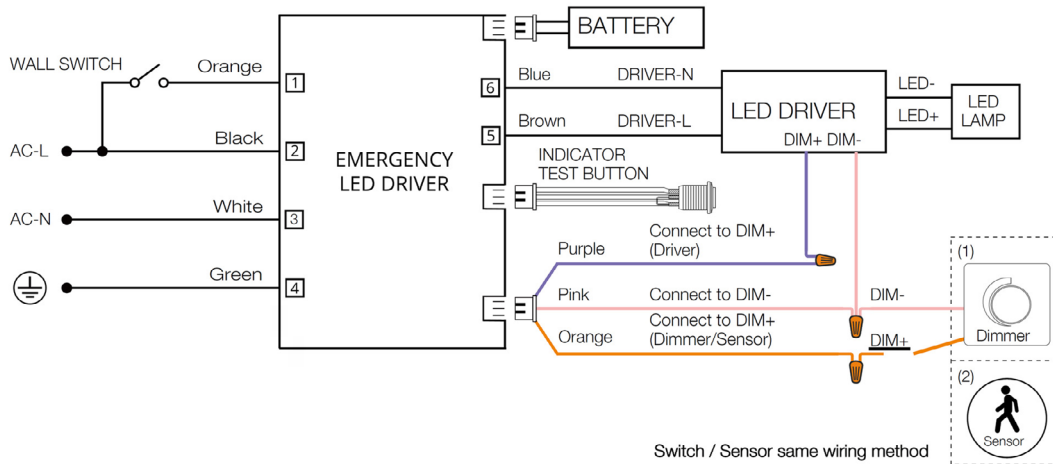 BATTERY
WALL SWITCH
Orange
1
6
Blue
DRIVER-N
LED DRIVER
LED-
LED+
LED
LAMP
AC-L
Black
2
5
Brown
DRIVER-L
DIM+ DIM-
EMERGENCY
LED DRIVER
INDICATOR
TEST BUTTON
AC-N
White
3
Purple
Connect to DIM+
(Driver)
(1)
Green
4
Pink
Connect to DIM-
DIM-
Orange
Connect to DIM+
(Dimmer/Sensor)
DIM+
Dimmer
(2)
Sensor
Switch / Sensor same wiring method